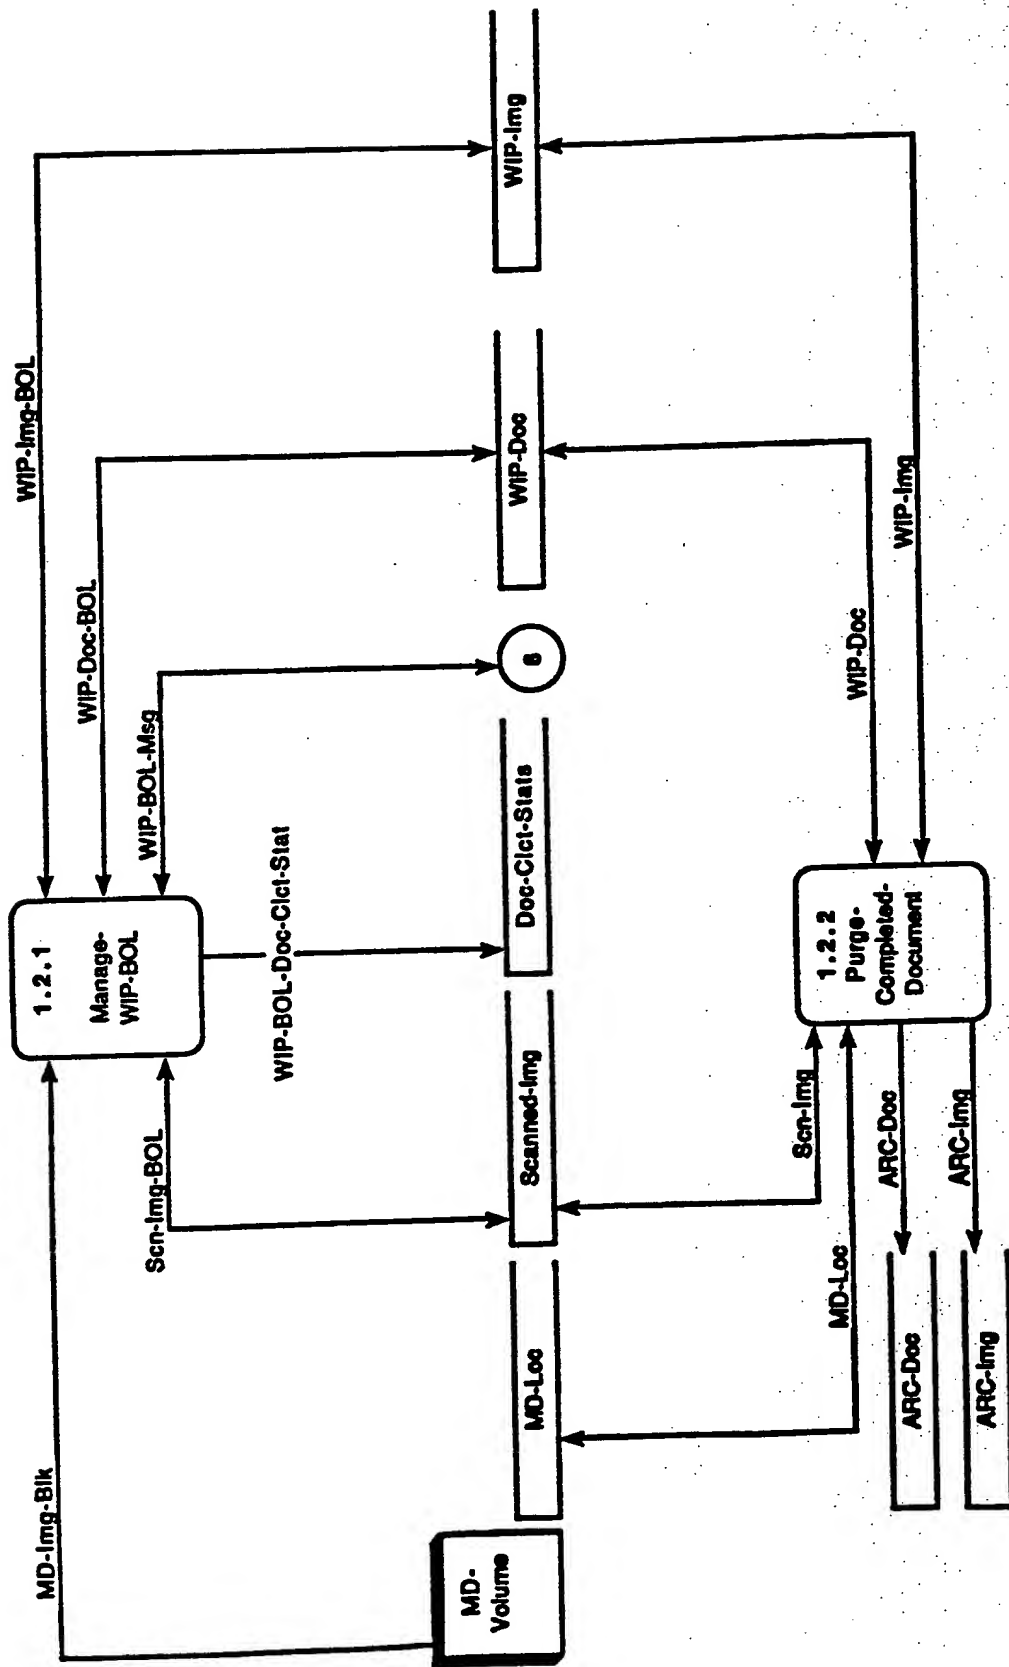 MD-Img-Blk
WIP-Img-BOL
1.2.1
Manage-
WIP-BOL
WIP-Doc-BOL
Scn-Img-BOL
WIP-BOL-Msg
WIP-BOL-Doc-Clct-Stat
MD-
Volume
MD-Loc
Scanned-Img
Doc-Clct-Stats
WIP-Doc
WIP-Img
Scn-Img
MD-Loc
1.2.2
Purge-
Completed-
Document
WIP-Doc
WIP-Img
ARC-Doc
ARC-Doc
ARC-Img
ARC-Img